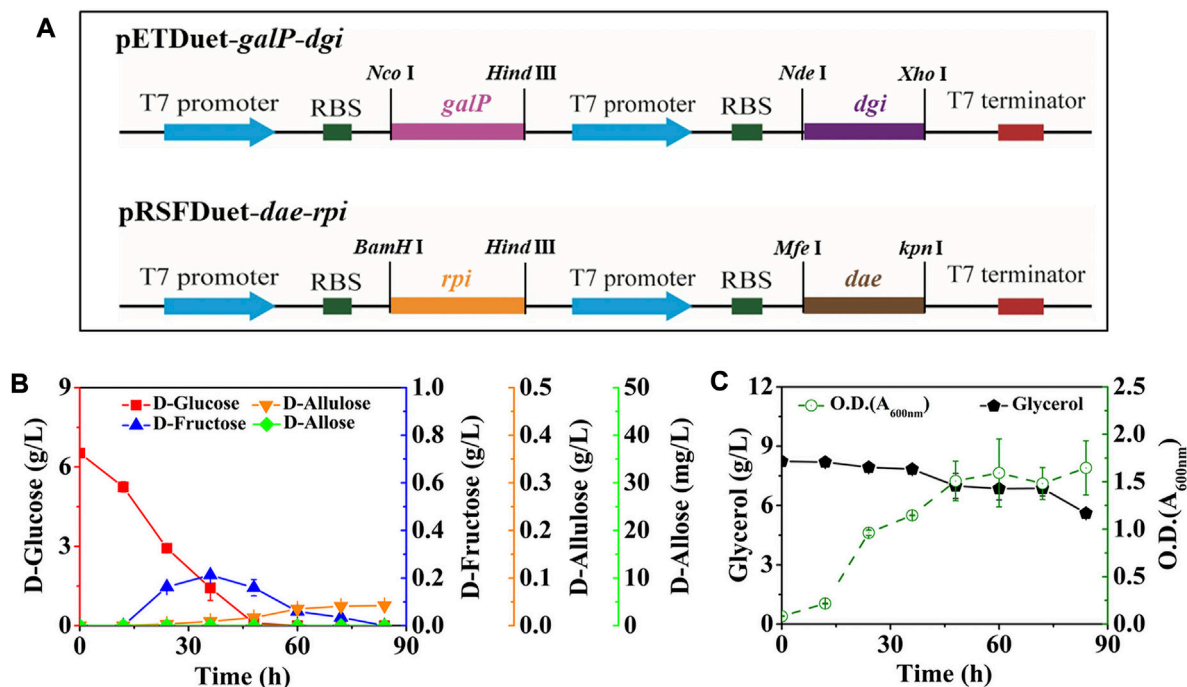 A
pETDuet-galP-dgi
Nco I Hind III Nde I Xho I
T7 promoter RBS galP T7 promoter RBS dgi T7 terminator
pRSFDuet-dae-rpi
BamH I Hind III Mfe I kpn I
T7 promoter RBS rpi T7 promoter RBS dae T7 terminator
B
D-Glucose (g/L)
9
6
3
0
D-Glucose D-Allulose
D-Fructose D-Allose
0 30 60 90
Time (h)
1.0
0.8
0.6
0.4
0.2
0.0
D-Fructose (g/L)
0.5
0.4
0.3
0.2
0.1
0.0
D-Allulose (g/L)
50
40
30
20
10
0
D-Allose (mg/L)
C
Glycerol (g/L)
12
9
6
3
0
O.D.(A600nm) Glycerol
0 30 60 90
Time (h)
2.5
2.0
1.5
1.0
0.5
0.0
O.D.(A600nm)